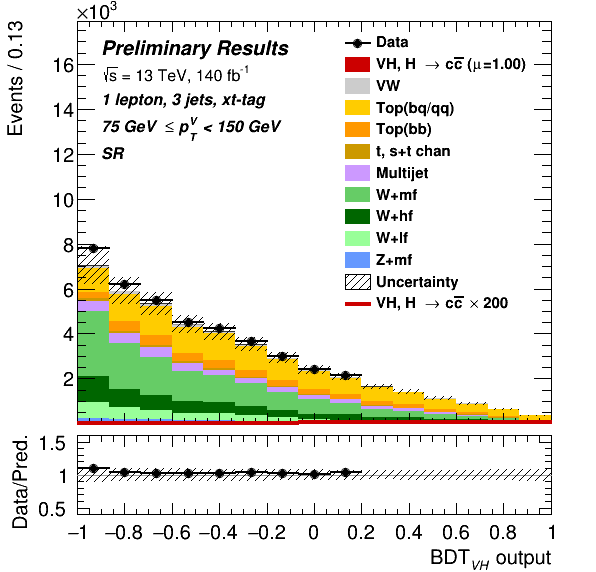 ×10³
Events / 0.13
16
14
12
10
8
6
4
2
Preliminary Results
√s = 13 TeV, 140 fb⁻¹
1 lepton, 3 jets, xt-tag
75 GeV ≤ p_T^V < 150 GeV
SR
Data
VH, H → cc̅ (μ=1.00)
VW
Top(bq/qq)
Top(bb)
t, s+t chan
Multijet
W+mf
W+hf
W+lf
Z+mf
Uncertainty
VH, H → cc̅ × 200
Data/Pred.
1.5
1
0.5
−1 −0.8 −0.6 −0.4 −0.2 0 0.2 0.4 0.6 0.8 1
BDT_VH output